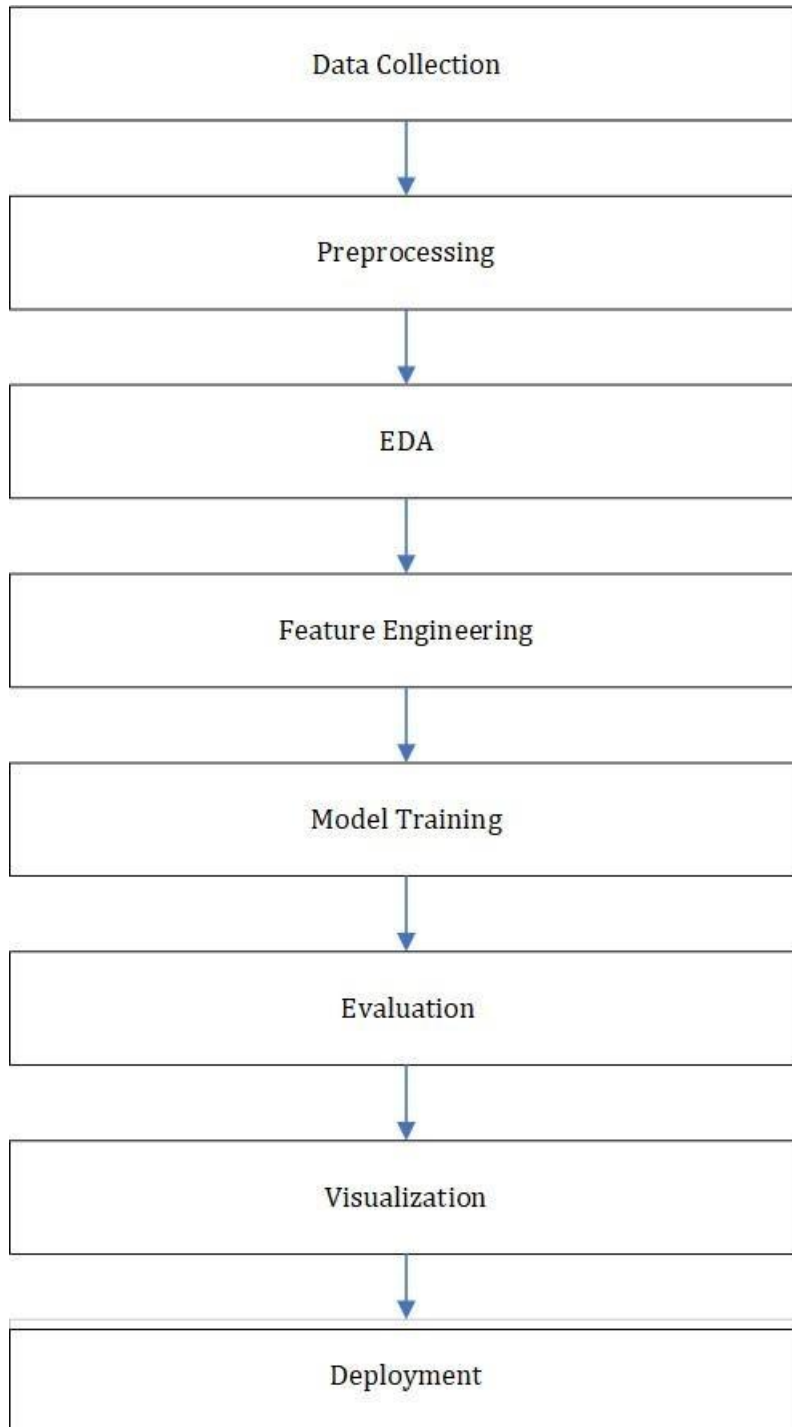 Data Collection
Preprocessing
EDA
Feature Engineering
Model Training
Evaluation
Visualization
Deployment